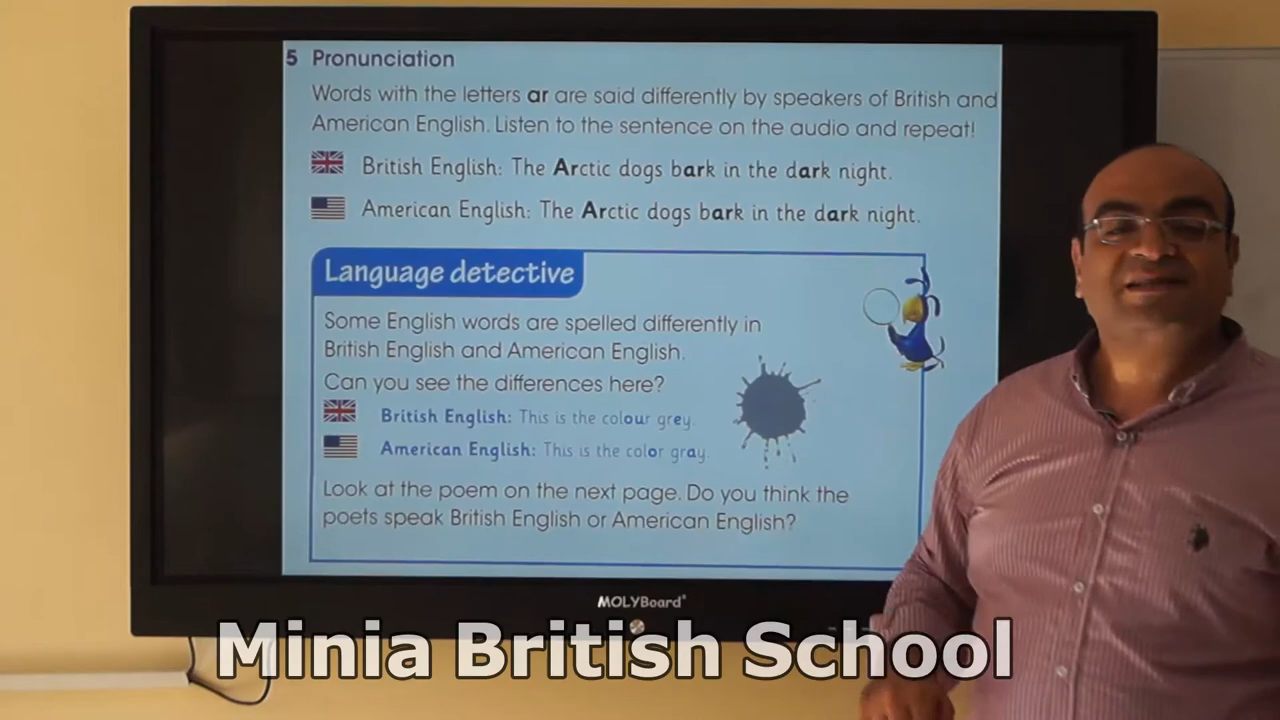 5 Pronunciation
Words with the letters ar are said differently by speakers of British and
American English. Listen to the sentence on the audio and repeat!
British English: The Arctic dogs bark in the dark night.
American English: The Arctic dogs bark in the dark night.
Language detective
Some English words are spelled differently in
British English and American English.
Can you see the differences here?
British English: This is the colour grey.
American English: This is the color gray.
Look at the poem on the next page. Do you think the
poets speak British English or American English?
MOLYBoard
Minia British School